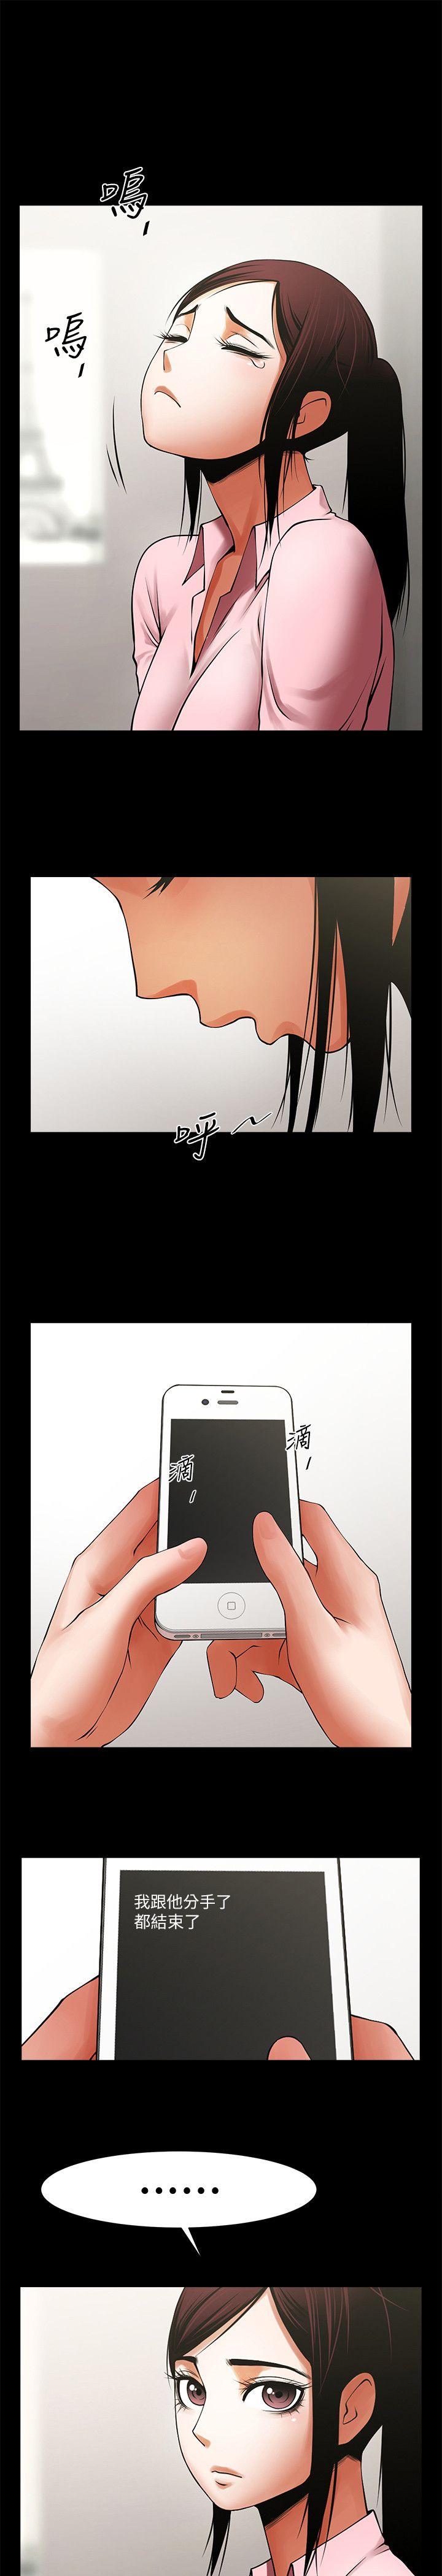 嗚,
嗚,
呼~
滴,
滴,
我跟他分手了
都結束了
......